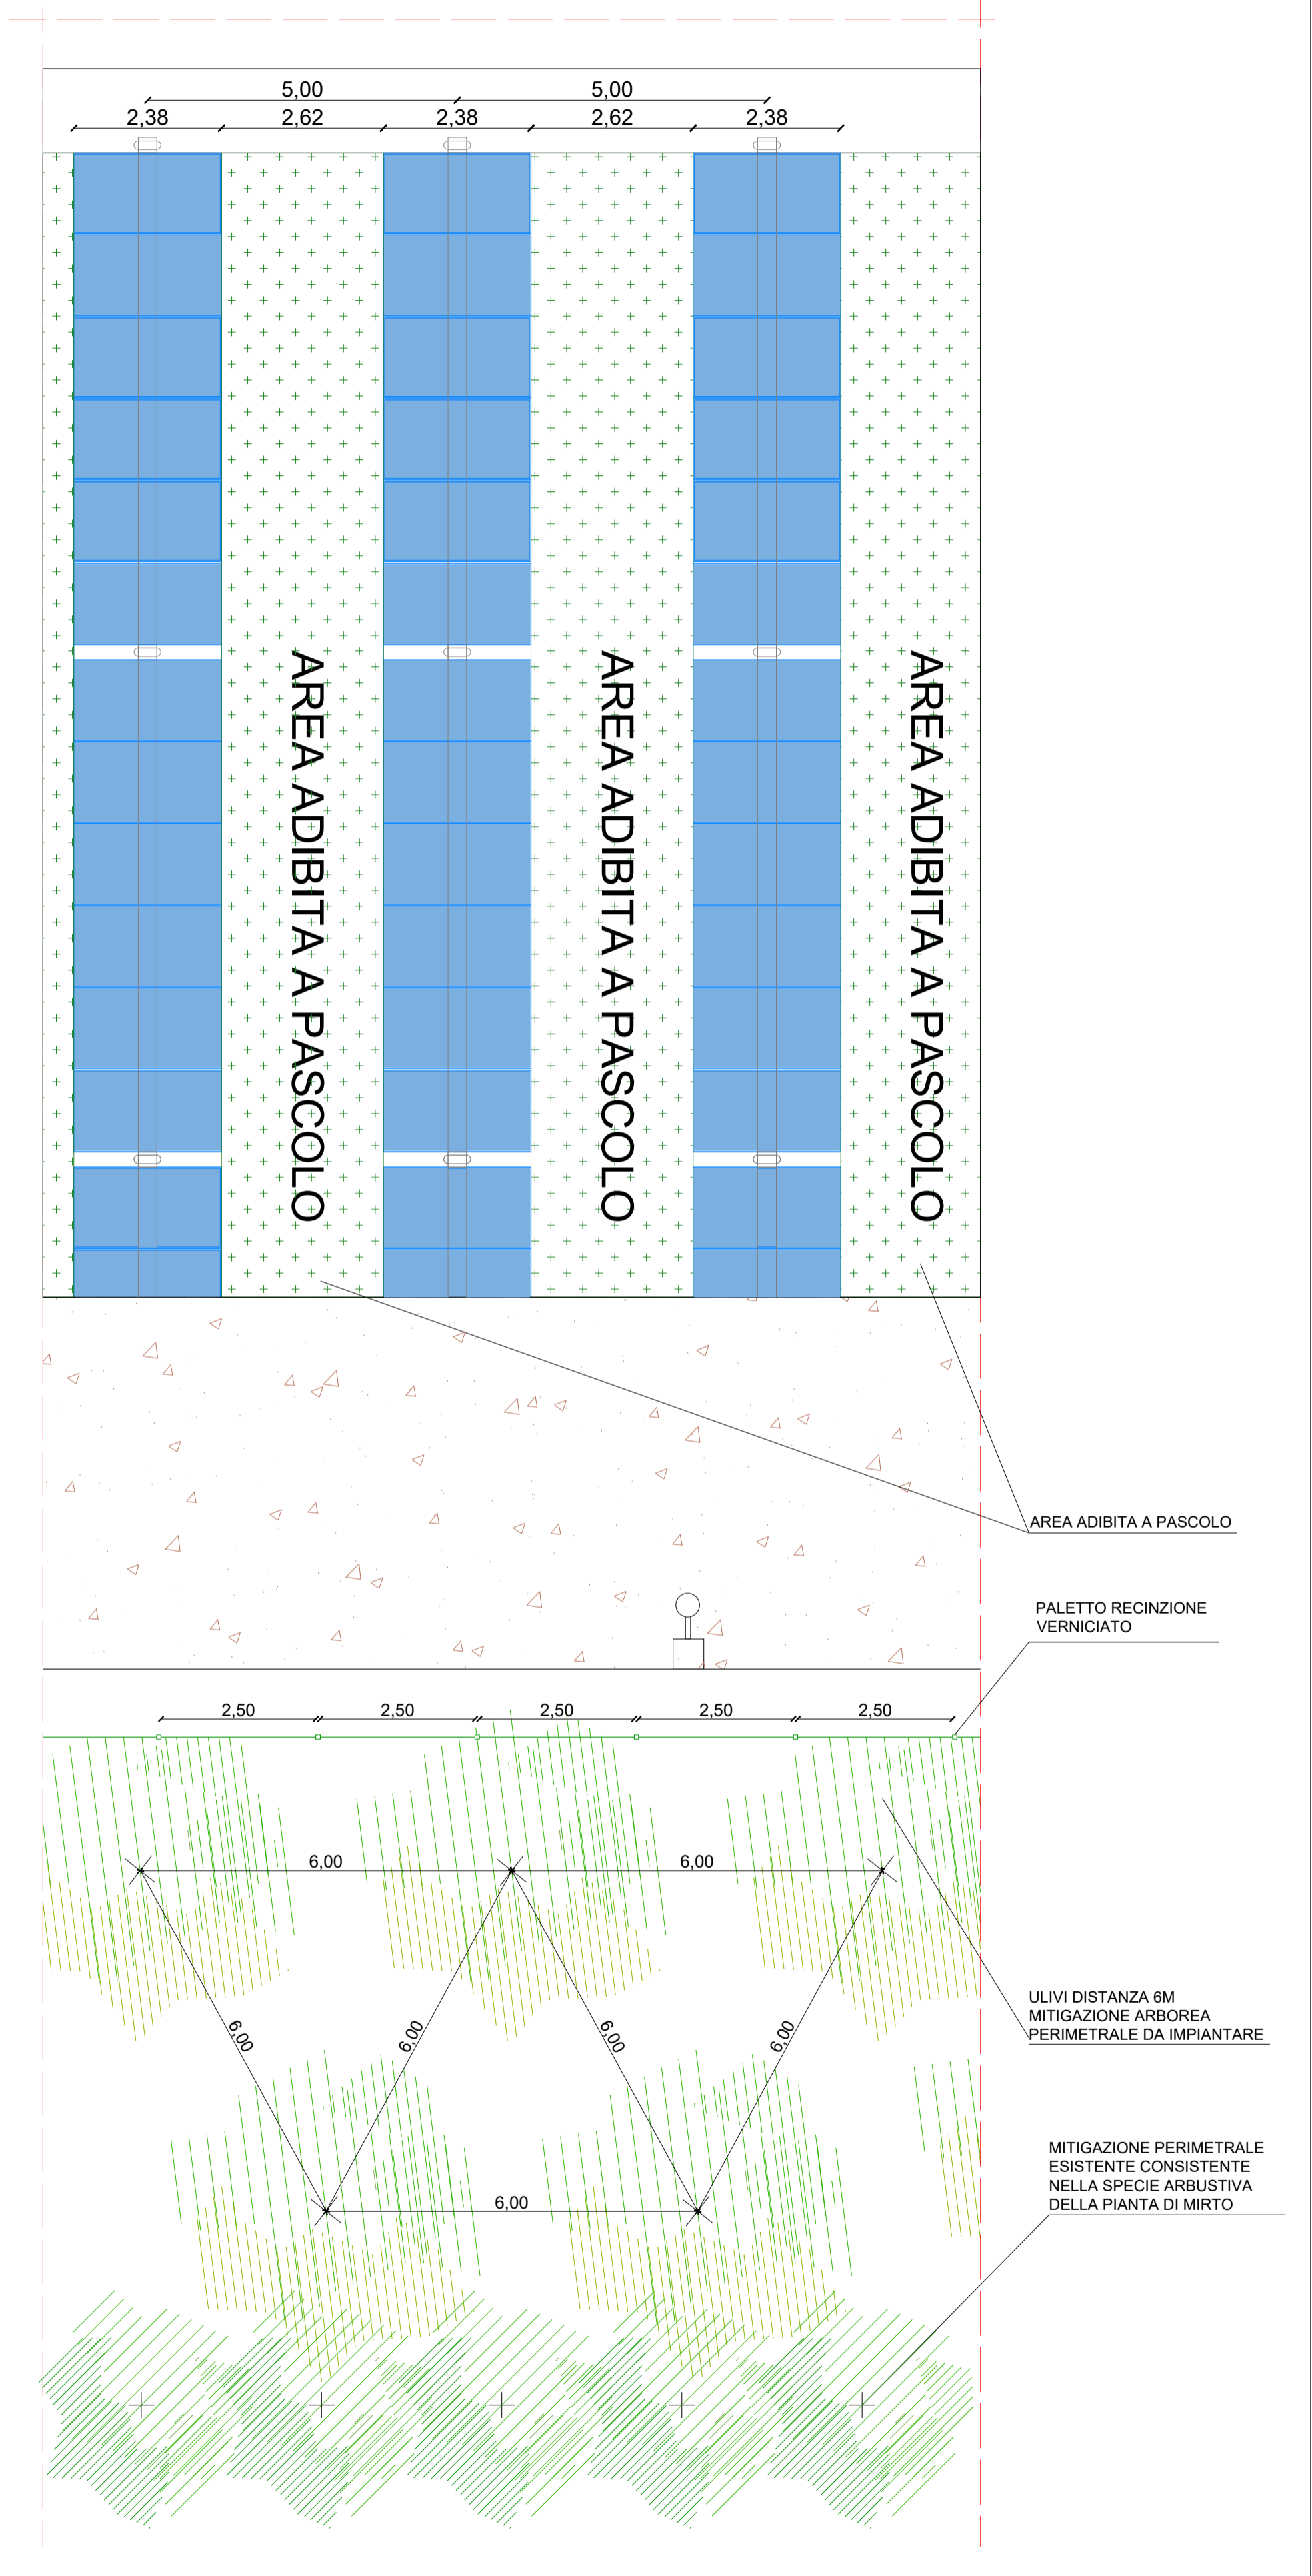 5,00 5,00
2,38 2,62 2,38 2,62 2,38
AREA ADIBITA A PASCOLO
AREA ADIBITA A PASCOLO
AREA ADIBITA A PASCOLO
AREA ADIBITA A PASCOLO
PALETTO RECINZIONE
VERNICIATO
2,50 2,50 2,50 2,50 2,50
6,00 6,00
ULIVI DISTANZA 6M
MITIGAZIONE ARBOREA
PERIMETRALE DA IMPIANTARE
6,00 6,00 6,00 6,00
MITIGAZIONE PERIMETRALE
ESISTENTE CONSISTENTE
NELLA SPECIE ARBUSTIVA
DELLA PIANTA DI MIRTO
6,00